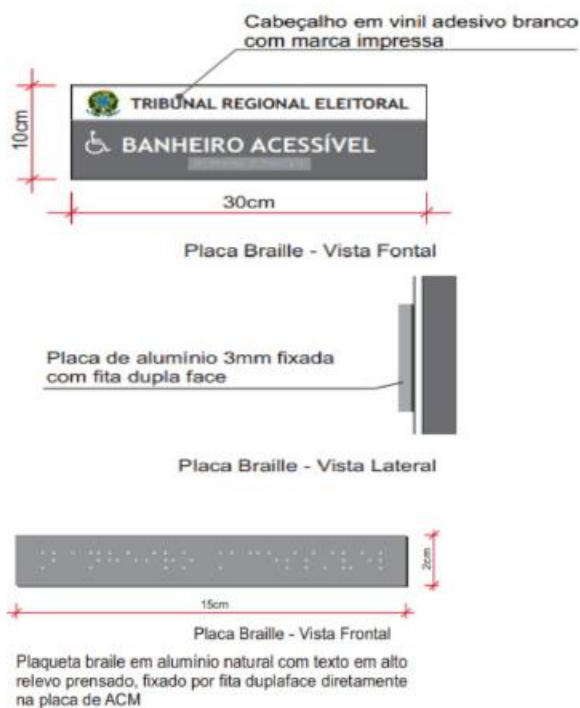 Cabeçalho em vinil adesivo branco
com marca impressa
10cm
TRIBUNAL REGIONAL ELEITORAL
BANHEIRO ACESSÍVEL
30cm
Placa Braille - Vista Fontal
Placa de alumínio 3mm fixada
com fita dupla face
Placa Braille - Vista Lateral
2cm
15cm
Placa Braille - Vista Frontal
Plaqueta braile em alumínio natural com texto em alto
relevo prensado, fixado por fita duplaface diretamente
na placa de ACM